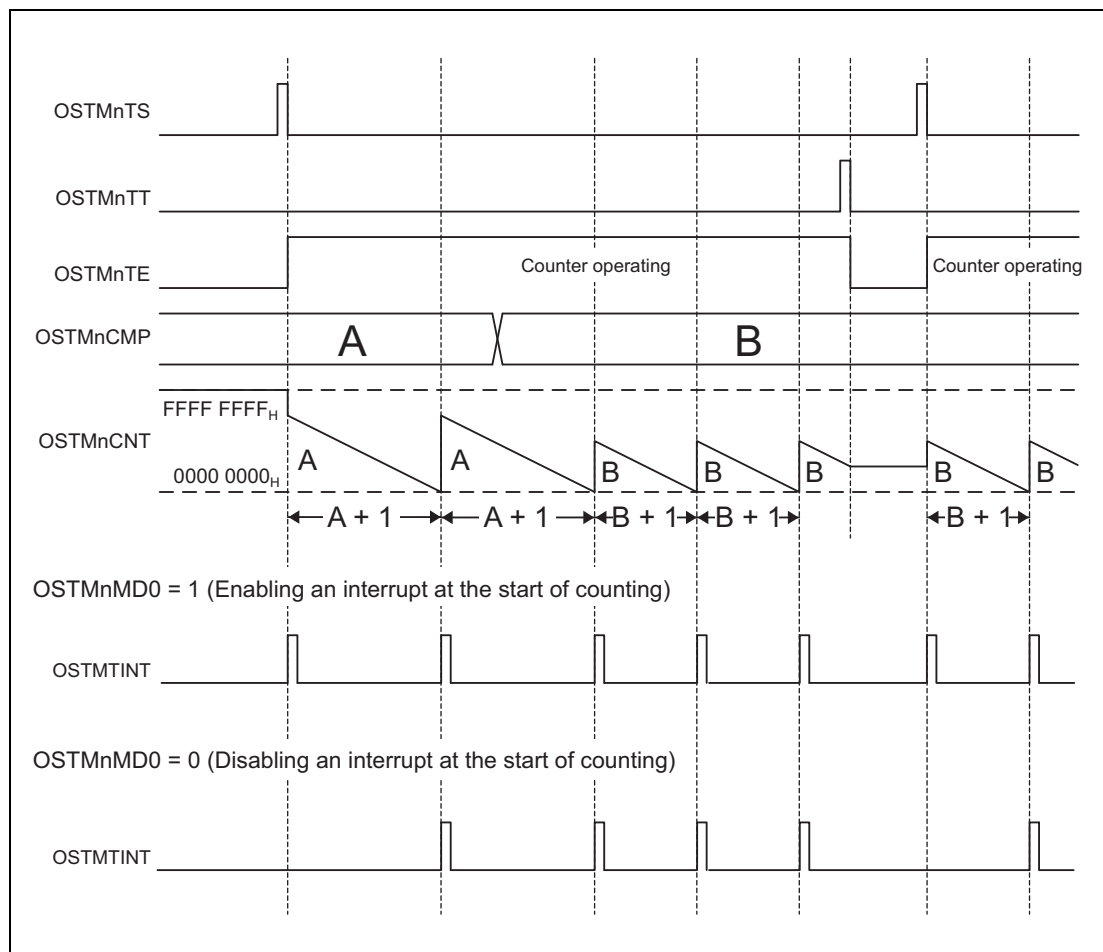 OSTMnTS
OSTMnTT
OSTMnTE
Counter operating
Counter operating
OSTMnCMP
A
B
FFFF FFFFH
OSTMnCNT
0000 0000H
A
A
B
B
B
B
B
A + 1
A + 1
B + 1
B + 1
B + 1
OSTMnMD0 = 1 (Enabling an interrupt at the start of counting)
OSTMTINT
OSTMnMD0 = 0 (Disabling an interrupt at the start of counting)
OSTMTINT